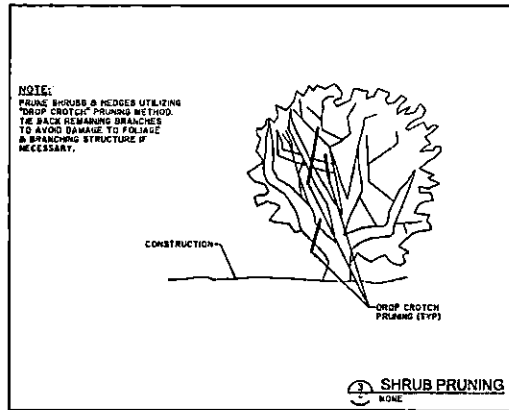 NOTE:
PRUNE SHRUBS & HEDGES UTILIZING
"DROP CROTCH" PRUNING METHOD.
TIE BACK REMAINING BRANCHES
TO AVOID DAMAGE TO FOLIAGE
& BRANCHING STRUCTURE IF
NECESSARY.
CONSTRUCTION
DROP CROTCH
PRUNING (TYP)
3 SHRUB PRUNING
NONE